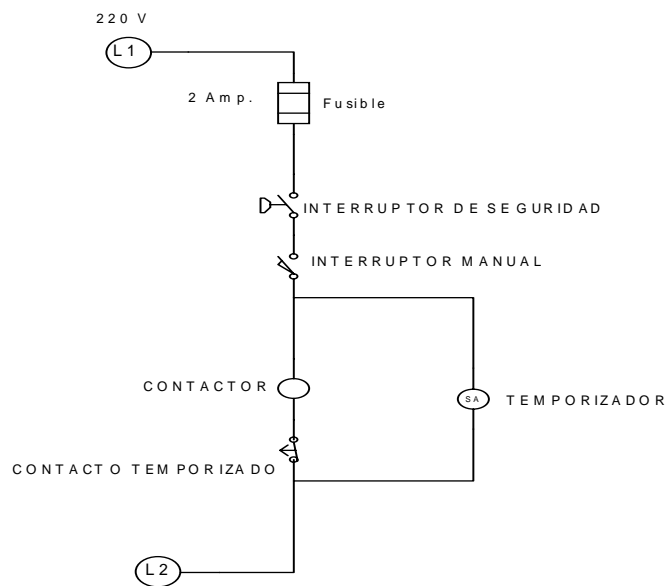 220 V
L1
2 Amp.
Fusible
INTERRUPTOR DE SEGURIDAD
INTERRUPTOR MANUAL
CONTACTOR
SA
TEMPORIZADOR
CONTACTO TEMPORIZADO
L2